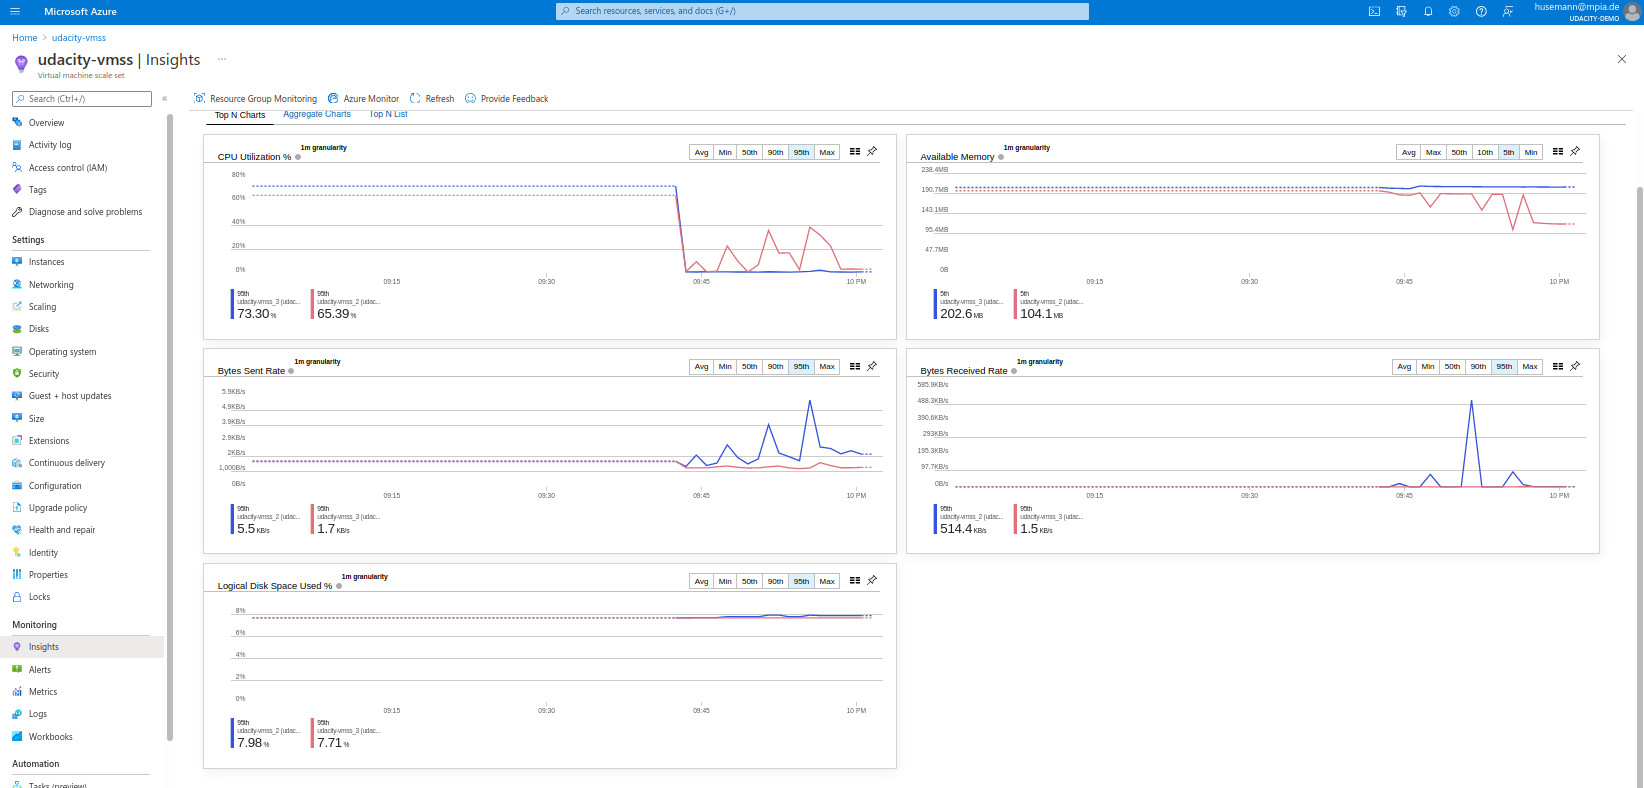 Microsoft Azure
Search resources, services, and docs (G+/)
husemann@mpia.de
UDACITY-DEMO
Home > udacity-vmss
udacity-vmss | Insights ...
Virtual machine scale set
Search (Ctrl+/)
«
Overview
Activity log
Access control (IAM)
Tags
Diagnose and solve problems
Settings
Instances
Networking
Scaling
Disks
Operating system
Security
Guest + host updates
Size
Extensions
Continuous delivery
Configuration
Upgrade policy
Health and repair
Identity
Properties
Locks
Monitoring
Insights
Alerts
Metrics
Logs
Workbooks
Automation
Tasks (preview)
Resource Group Monitoring Azure Monitor Refresh Provide Feedback
Top N Charts Aggregate Charts Top N List
CPU Utilization % 1m granularity
Avg Min 50th 90th 95th Max
80%
60%
40%
20%
0%
09:15 09:30 09:45 10 PM
95th
udacity-vmss_3 (udac...
73.30 %
95th
udacity-vmss_2 (udac...
65.39 %
Available Memory 1m granularity
Avg Max 50th 10th 5th Min
238.4MB
190.7MB
143.1MB
95.4MB
47.7MB
0B
09:15 09:30 09:45 10 PM
5th
udacity-vmss_3 (udac...
202.6 MB
5th
udacity-vmss_2 (udac...
104.1 MB
Bytes Sent Rate 1m granularity
Avg Min 50th 90th 95th Max
5.9KB/s
4.9KB/s
3.9KB/s
2.9KB/s
2KB/s
1,000B/s
0B/s
09:15 09:30 09:45 10 PM
95th
udacity-vmss_2 (udac...
5.5 KB/s
95th
udacity-vmss_3 (udac...
1.7 KB/s
Bytes Received Rate 1m granularity
Avg Min 50th 90th 95th Max
585.9KB/s
488.3KB/s
390.6KB/s
293KB/s
195.3KB/s
97.7KB/s
0B/s
09:15 09:30 09:45 10 PM
95th
udacity-vmss_2 (udac...
514.4 KB/s
95th
udacity-vmss_3 (udac...
1.5 KB/s
Logical Disk Space Used % 1m granularity
Avg Min 50th 90th 95th Max
8%
6%
4%
2%
0%
09:15 09:30 09:45 10 PM
95th
udacity-vmss_2 (udac...
7.98 %
95th
udacity-vmss_3 (udac...
7.71 %